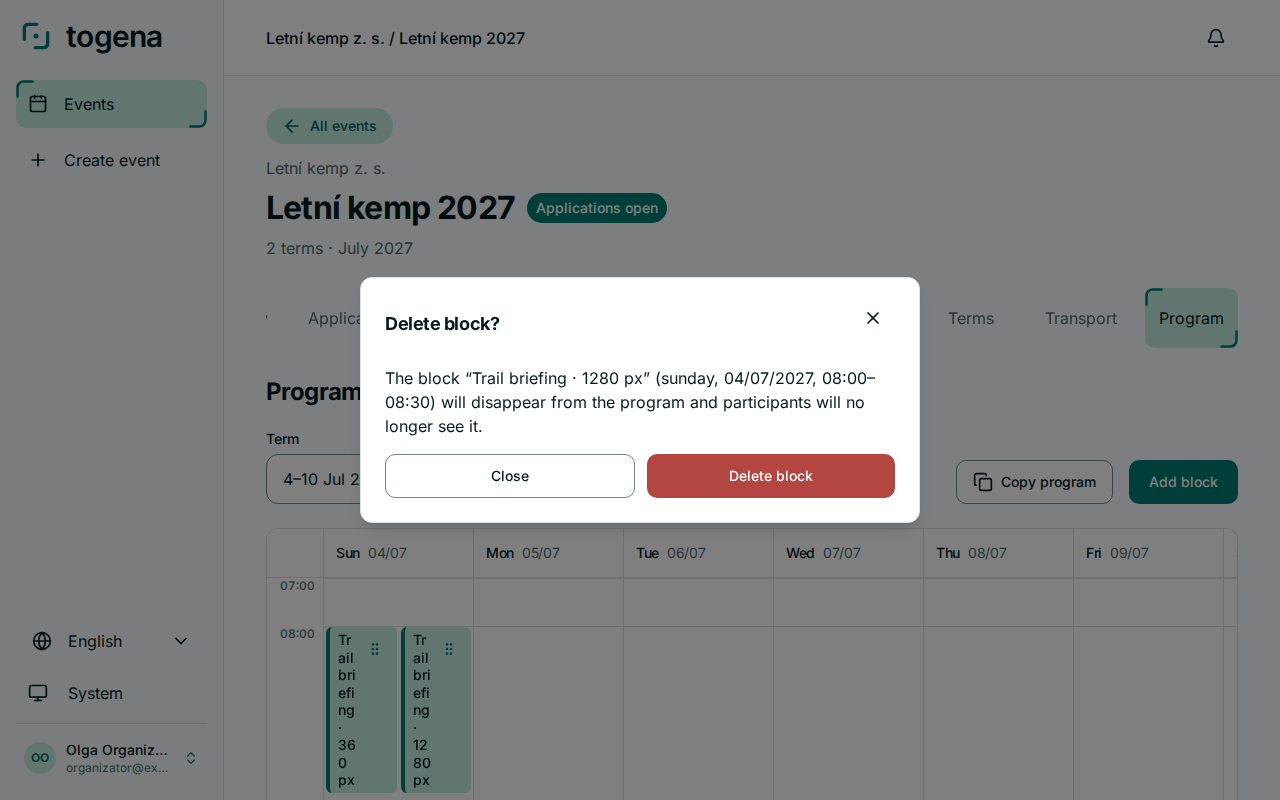 togena
Letní kemp z. s. / Letní kemp 2027
Events
Create event
All events
Letní kemp z. s.
Letní kemp 2027
Applications open
2 terms · July 2027
Terms
Transport
Program
Delete block?
The block “Trail briefing · 1280 px” (sunday, 04/07/2027, 08:00–
08:30) will disappear from the program and participants will no
longer see it.
Close
Delete block
Program
Term
4–10 Jul 2
Copy program
Add block
Sun 04/07
Mon 05/07
Tue 06/07
Wed 07/07
Thu 08/07
Fri 09/07
07:00
08:00
Tr
ail
bri
efi
ng
·
36
0
px
Tr
ail
bri
efi
ng
·
12
80
px
English
System
OO
Olga Organiz...
organizator@ex...